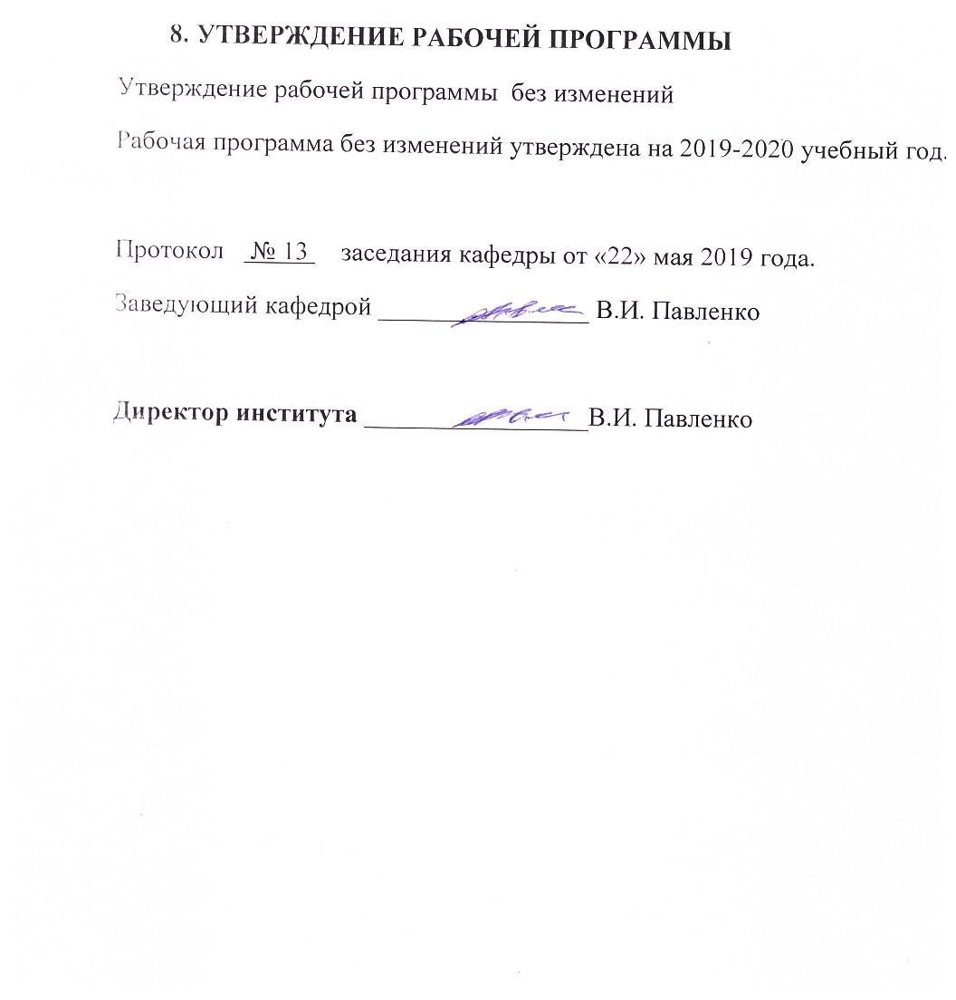 8. УТВЕРЖДЕНИЕ РАБОЧЕЙ ПРОГРАММЫ
Утверждение рабочей программы без изменений
Рабочая программа без изменений утверждена на 2019-2020 учебный год.
Протокол № 13 заседания кафедры от «22» мая 2019 года.
Заведующий кафедрой ________________ В.И. Павленко
Директор института _________________В.И. Павленко